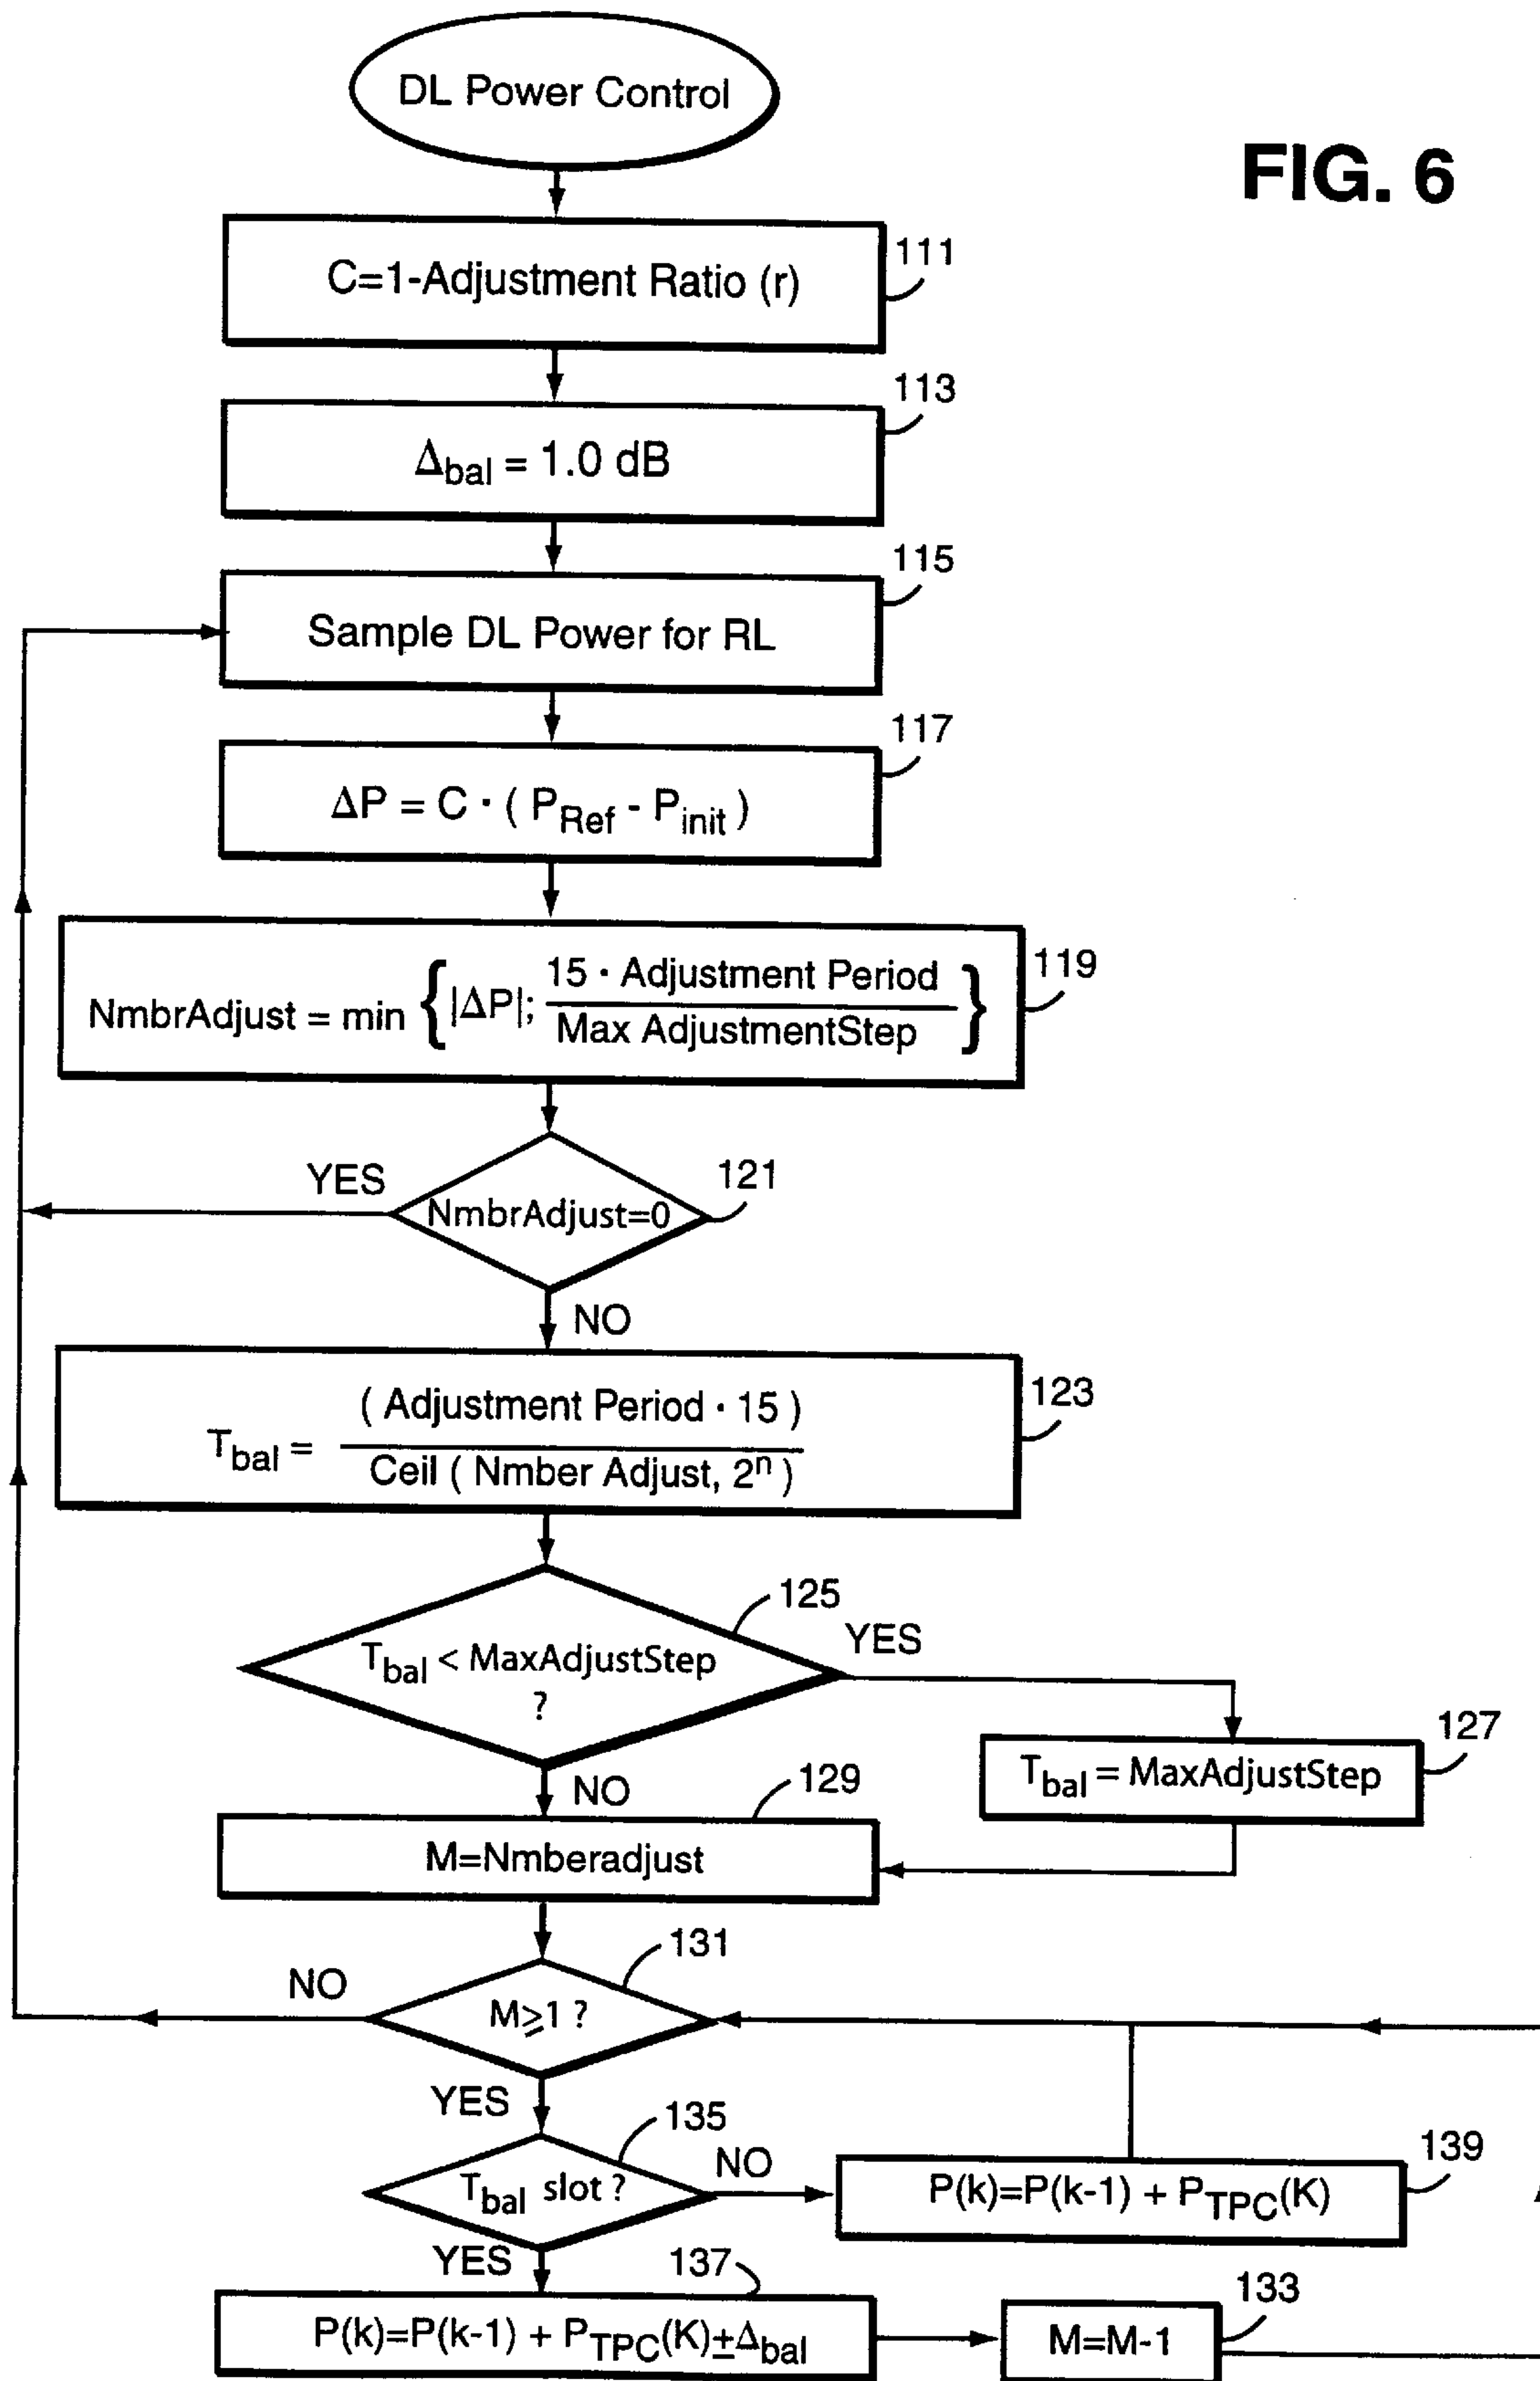 DL Power Control
FIG. 6
C=1-Adjustment Ratio (r)
111
Δbal = 1.0 dB
113
Sample DL Power for RL
115
ΔP = C · ( PRef - Pinit )
117
NmbrAdjust = min { |ΔP|; 15 · Adjustment Period / Max AdjustmentStep }
119
NmbrAdjust=0
121
YES
NO
Tbal = ( Adjustment Period · 15 ) / Ceil ( Nmber Adjust, 2ⁿ )
123
Tbal < MaxAdjustStep
?
125
YES
NO
Tbal = MaxAdjustStep
127
M=Nmberadjust
129
M≥1 ?
131
NO
YES
Tbal slot ?
135
NO
YES
P(k)=P(k-1) + PTPC(K)
139
P(k)=P(k-1) + PTPC(K)±Δbal
137
M=M-1
133